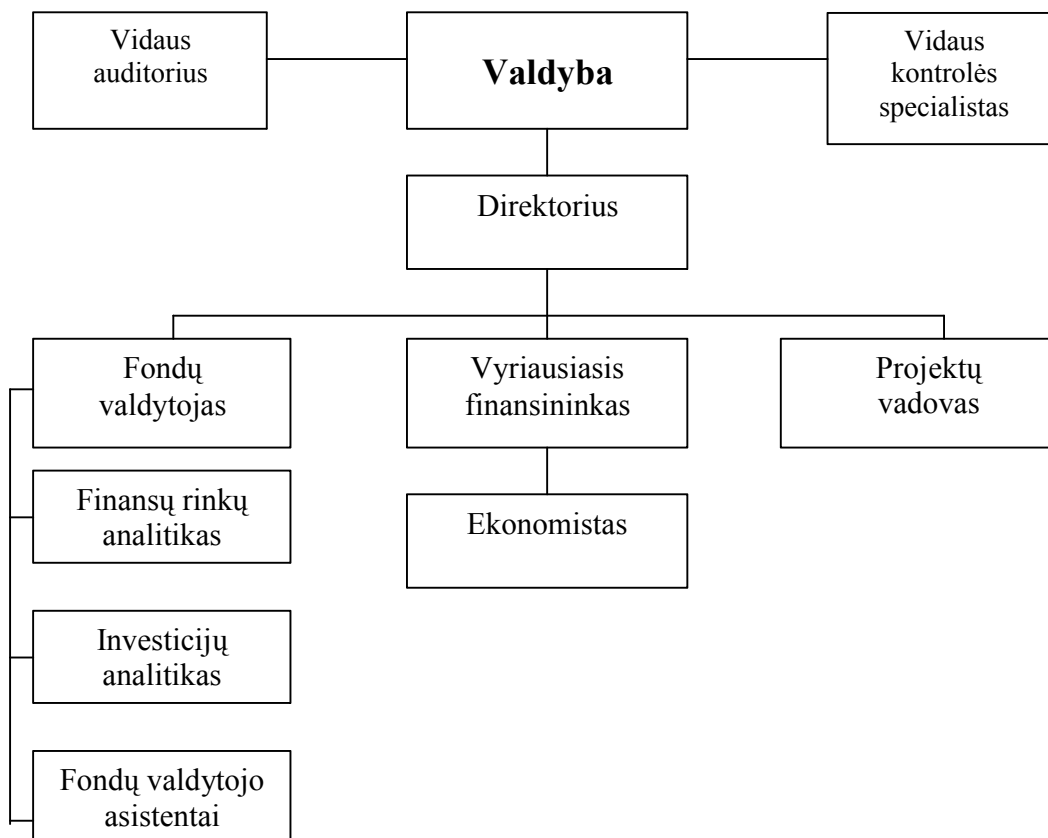 Vidaus
auditorius
Valdyba
Vidaus
kontrolės
specialistas
Direktorius
Fondų
valdytojas
Vyriausiasis
finansininkas
Projektų
vadovas
Finansų rinkų
analitikas
Ekonomistas
Investicijų
analitikas
Fondų valdytojo
asistentai